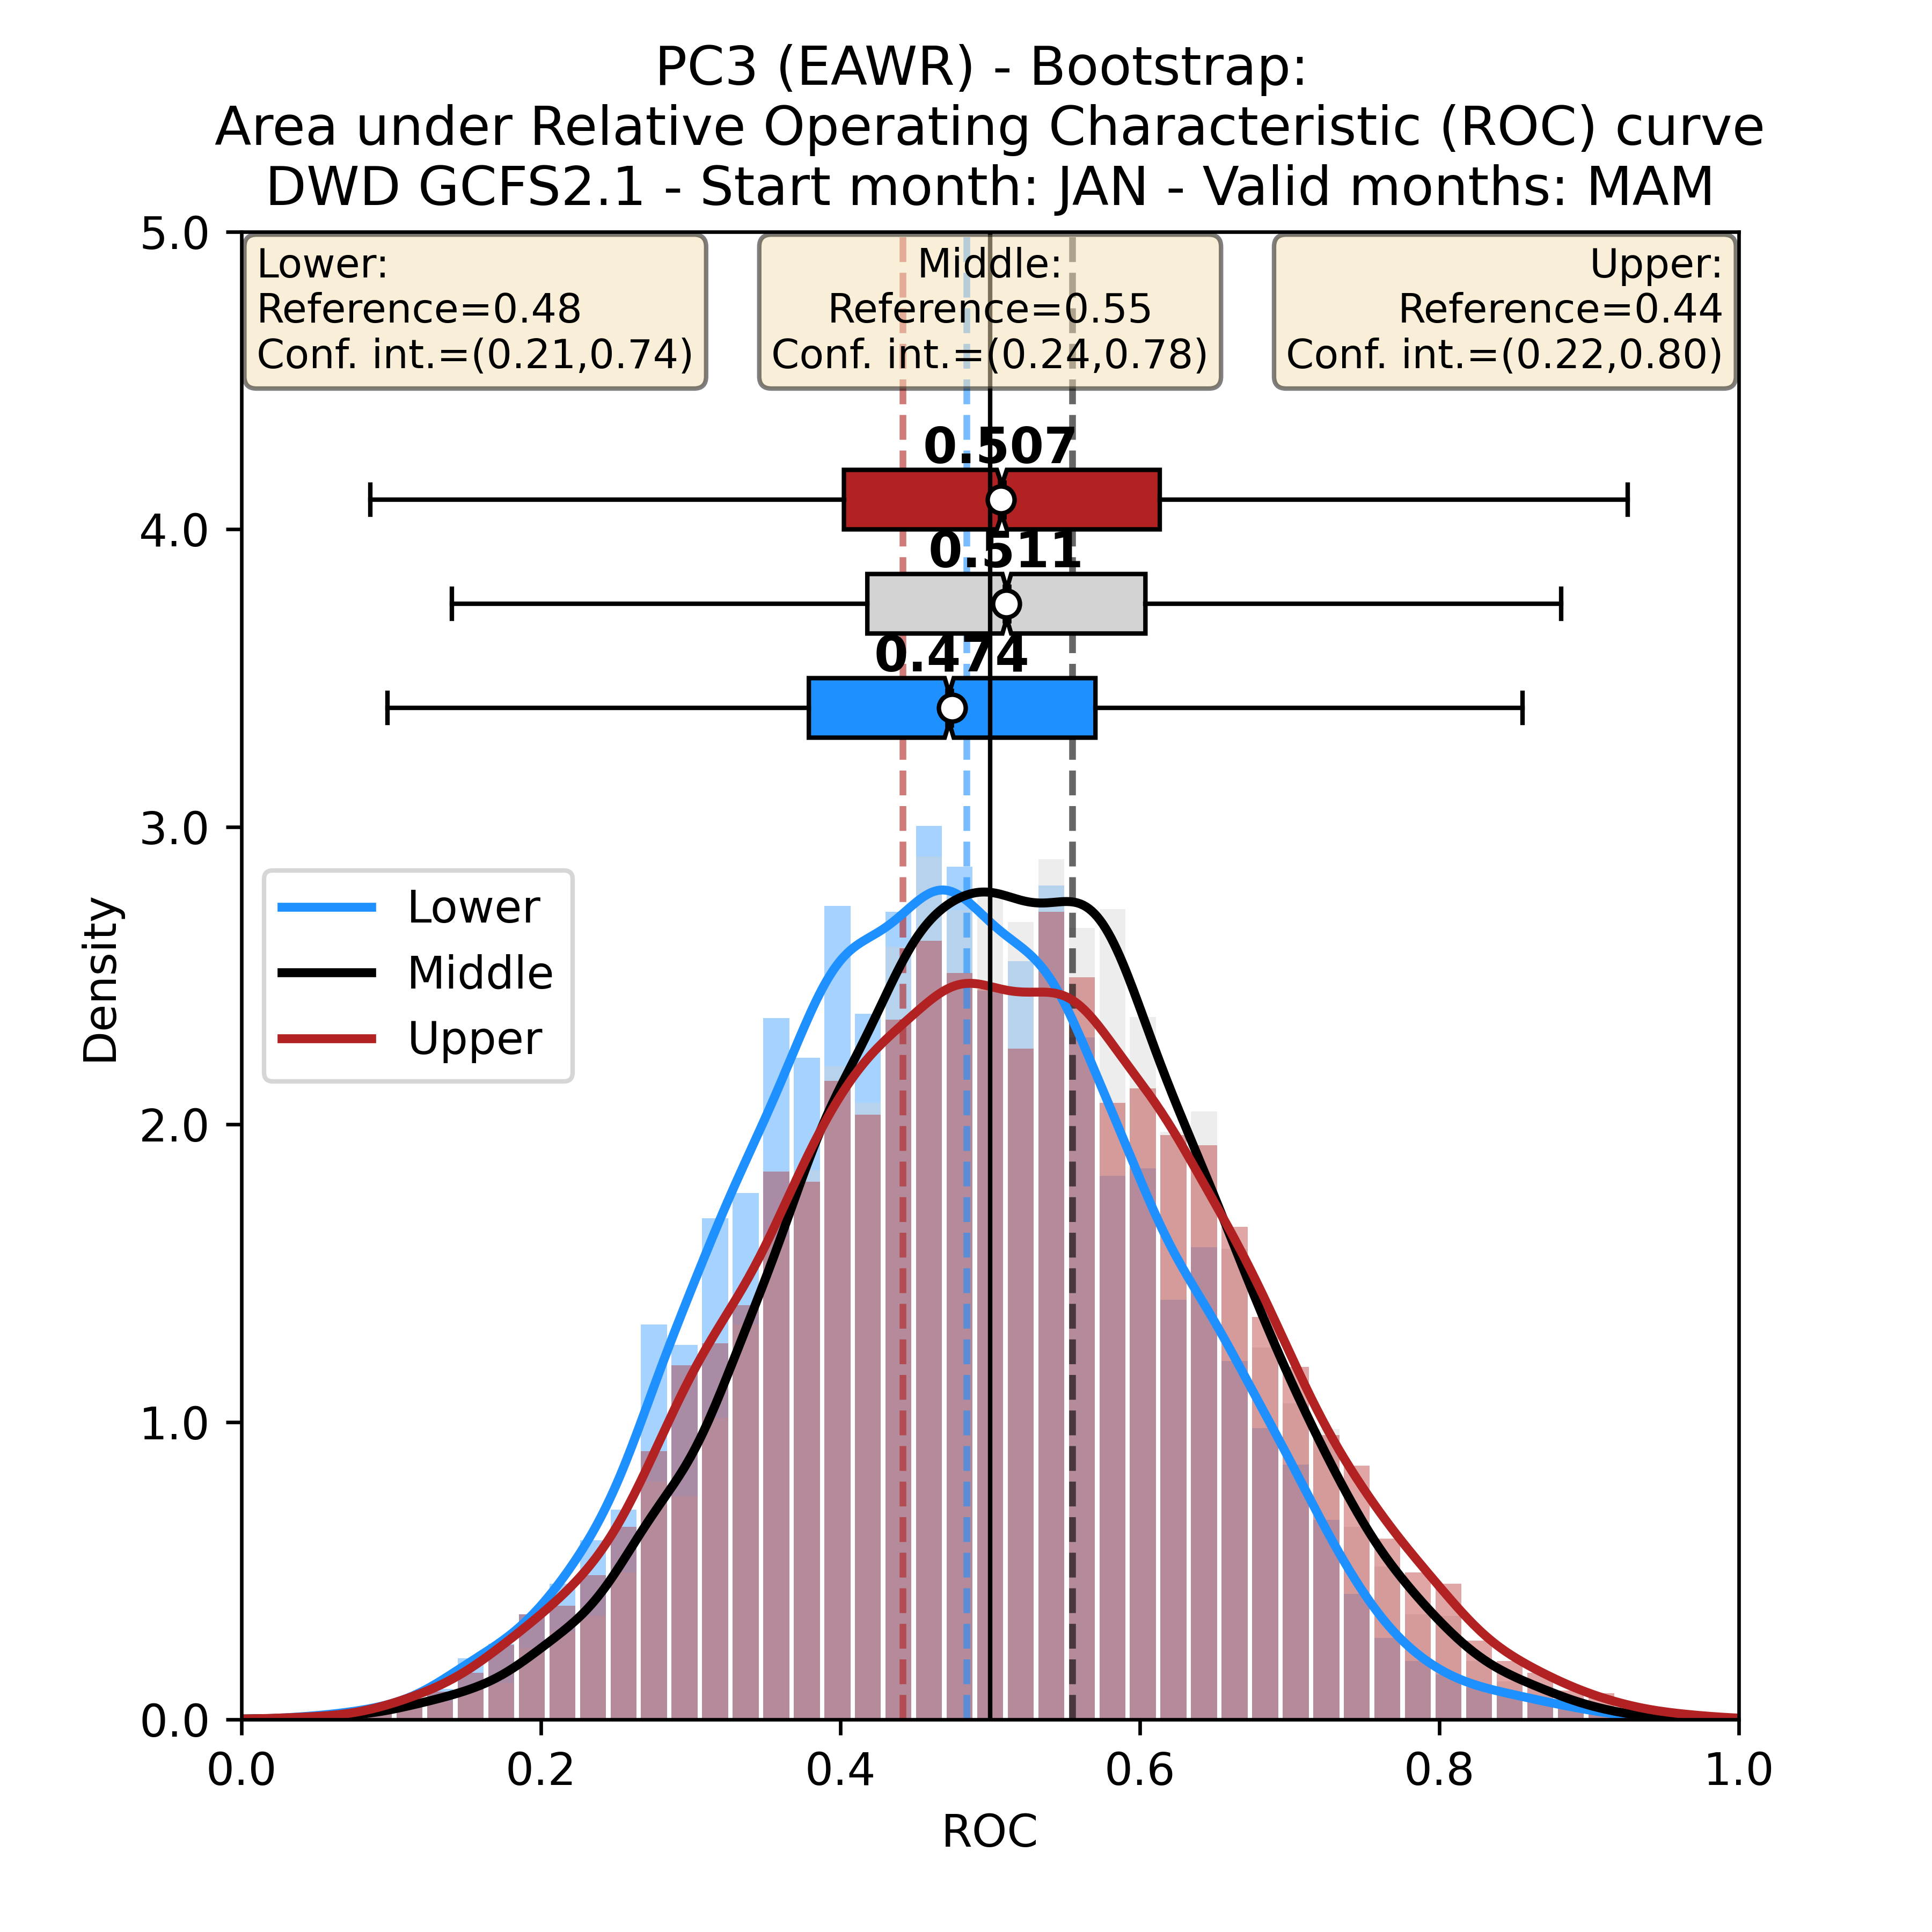 PC3 (EAWR) - Bootstrap:
Area under Relative Operating Characteristic (ROC) curve
DWD GCFS2.1 - Start month: JAN - Valid months: MAM
Lower:
Reference=0.48
Conf. int.=(0.21,0.74)
Middle:
Reference=0.55
Conf. int.=(0.24,0.78)
Upper:
Reference=0.44
Conf. int.=(0.22,0.80)
0.507
0.511
0.474
Lower
Middle
Upper
Density
5.0
4.0
3.0
2.0
1.0
0.0
0.0 0.2 0.4 0.6 0.8 1.0
ROC